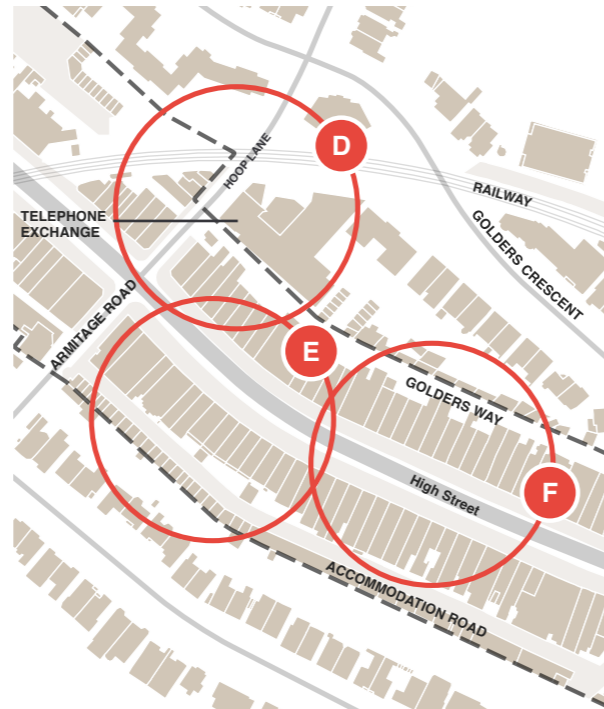 D
HOOP LANE
RAILWAY
TELEPHONE
EXCHANGE
GOLDERS CRESCENT
ARMITAGE ROAD
E
GOLDERS WAY
High Street
F
ACCOMMODATION ROAD